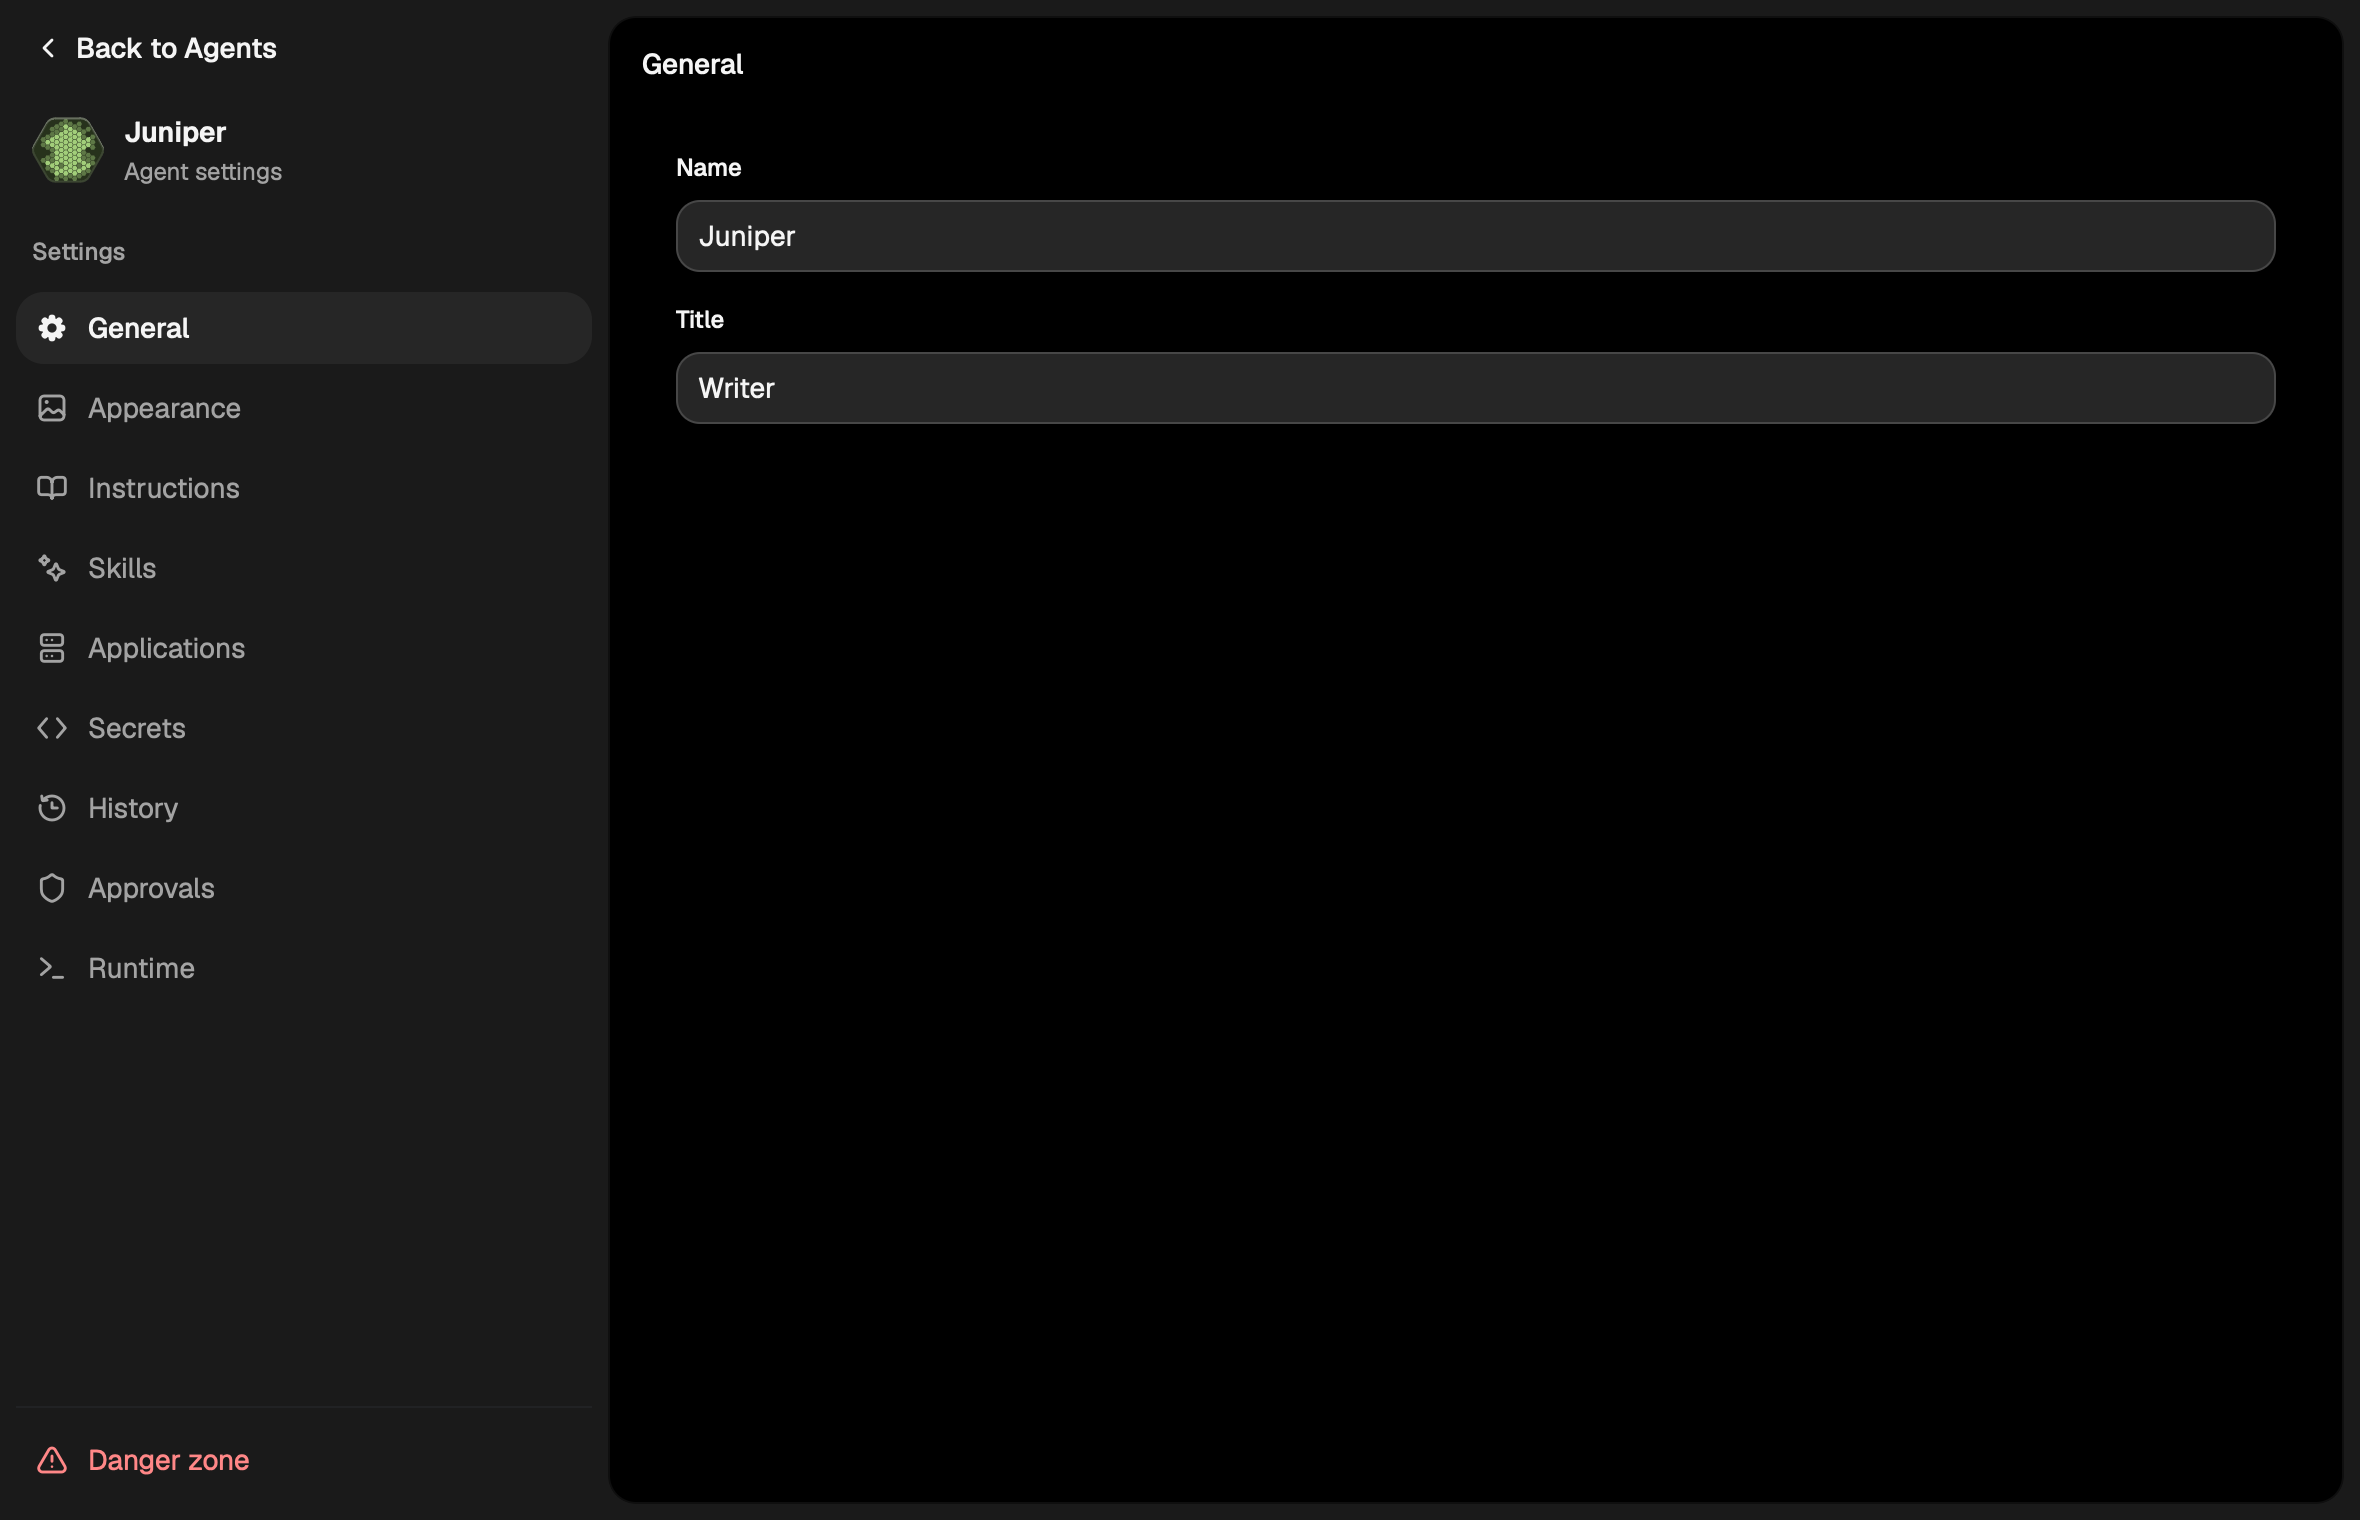 Back to Agents
Juniper
Agent settings
Settings
General
Appearance
Instructions
Skills
Applications
Secrets
History
Approvals
Runtime
Danger zone
General
Name
Juniper
Title
Writer